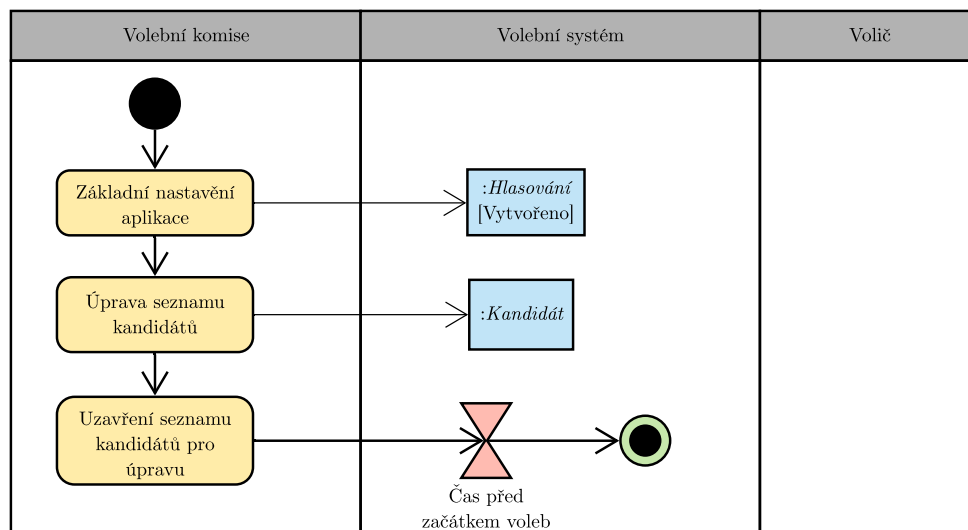 Volební komise
Volební systém
Volič
Základní nastavění
aplikace
:Hlasování
[Vytvořeno]
Úprava seznamu
kandidátů
:Kandidát
Uzavření seznamu
kandidátů pro
úpravu
Čas před
začátkem voleb